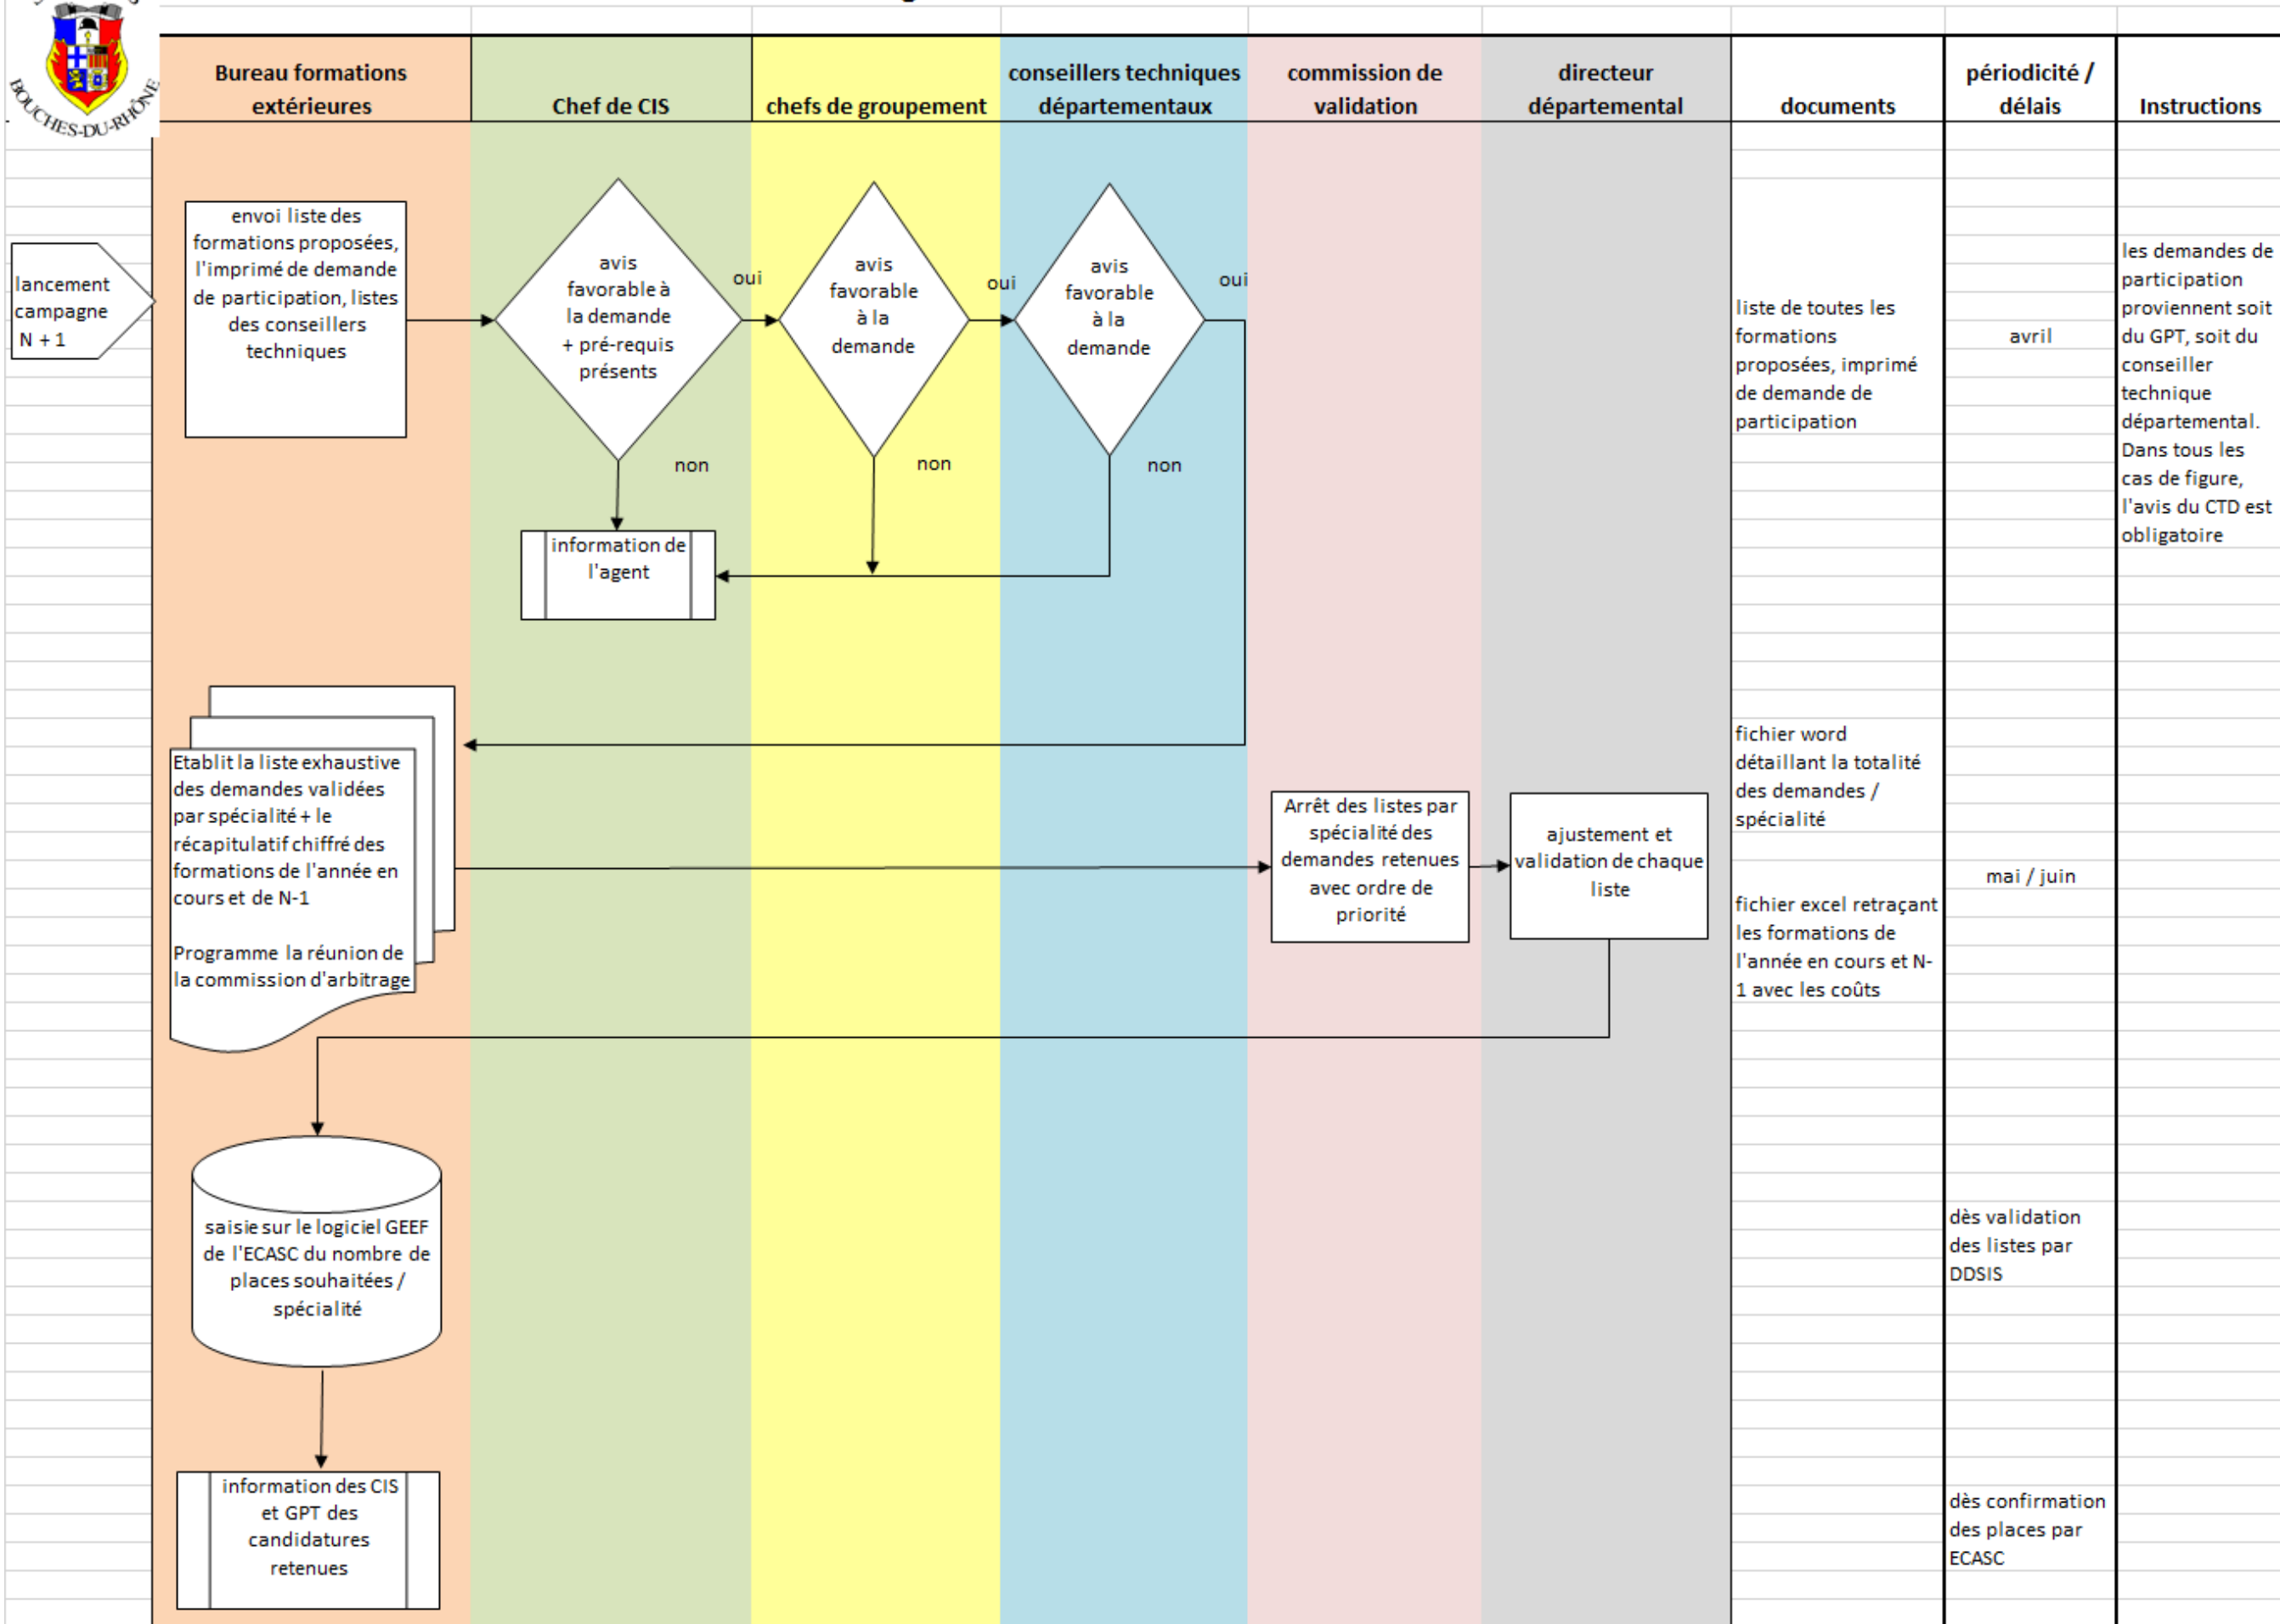 BOUCHES-DU-RHÔNE
Bureau formations
extérieures
Chef de CIS
chefs de groupement
conseillers techniques
départementaux
commission de
validation
directeur
départemental
documents
périodicité /
délais
Instructions
lancement
campagne
N + 1
envoi liste des
formations proposées,
l'imprimé de demande
de participation, listes
des conseillers
techniques
avis
favorable à
la demande
+ pré-requis
présents
oui
non
avis
favorable
à la
demande
oui
non
avis
favorable
à la
demande
oui
non
information de
l'agent
liste de toutes les
formations
proposées, imprimé
de demande de
participation
avril
les demandes de
participation
proviennent soit
du GPT, soit du
conseiller
technique
départemental.
Dans tous les
cas de figure,
l'avis du CTD est
obligatoire
Etablit la liste exhaustive
des demandes validées
par spécialité + le
récapitulatif chiffré des
formations de l'année en
cours et de N-1
Programme la réunion de
la commission d'arbitrage
Arrêt des listes par
spécialité des
demandes retenues
avec ordre de
priorité
ajustement et
validation de chaque
liste
fichier word
détaillant la totalité
des demandes /
spécialité
fichier excel retraçant
les formations de
l'année en cours et N-
1 avec les coûts
mai / juin
saisie sur le logiciel GEEF
de l'ECASC du nombre de
places souhaitées /
spécialité
dès validation
des listes par
DDSIS
information des CIS
et GPT des
candidatures
retenues
dès confirmation
des places par
ECASC